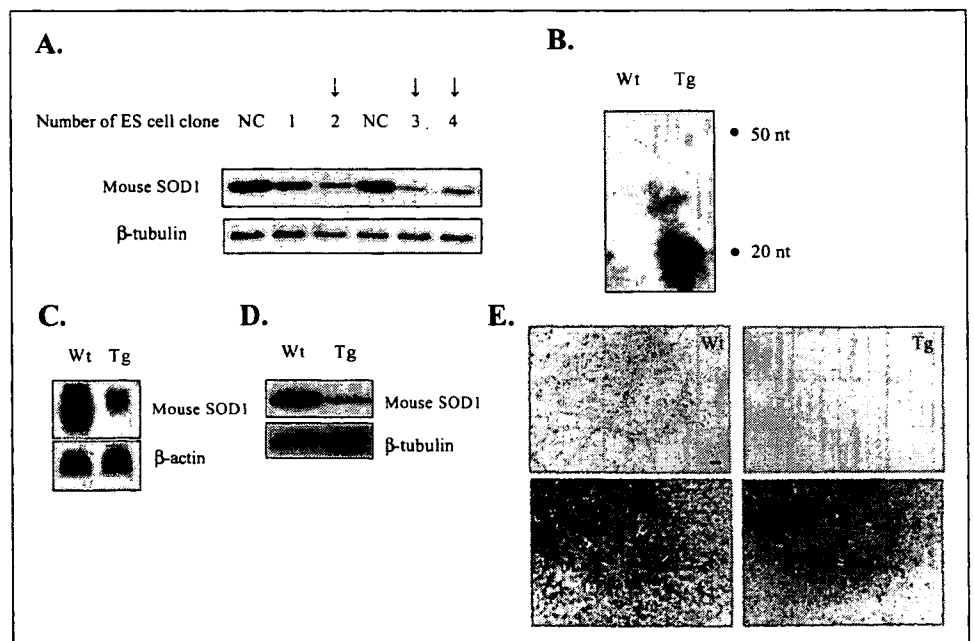 A.
Number of ES cell clone NC 1 2 NC 3 4
Mouse SOD1
β-tubulin
B.
Wt Tg
50 nt
20 nt
C.
Wt Tg
Mouse SOD1
β-actin
D.
Wt Tg
Mouse SOD1
β-tubulin
E.
Wt
Tg